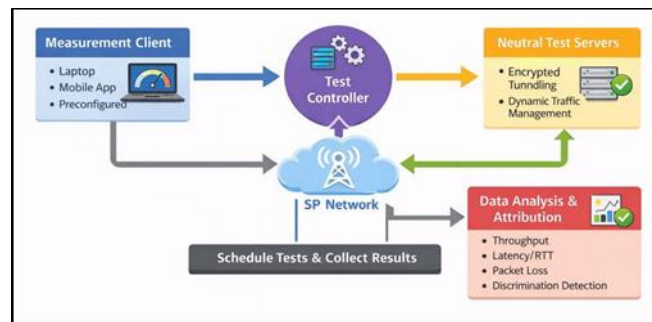 Measurement Client
• Laptop
• Mobile App
• Preconfigured
Test
Controller
Neutral Test Servers
• Encrypted
Tunndling
• Dynamic Traffic
Management
SP Network
Schedule Tests & Collect Results
Data Analysis &
Attribution
• Throughput
• Latency/RTT
• Packet Loss
• Discrimination Detection